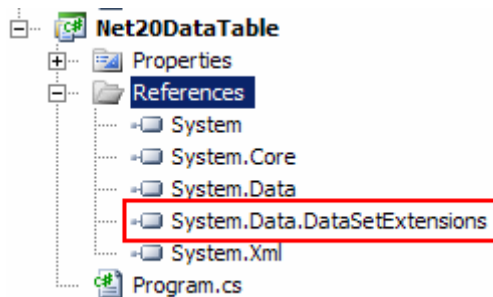 Net20DataTable
Properties
References
System
System.Core
System.Data
System.Data.DataSetExtensions
System.Xml
Program.cs